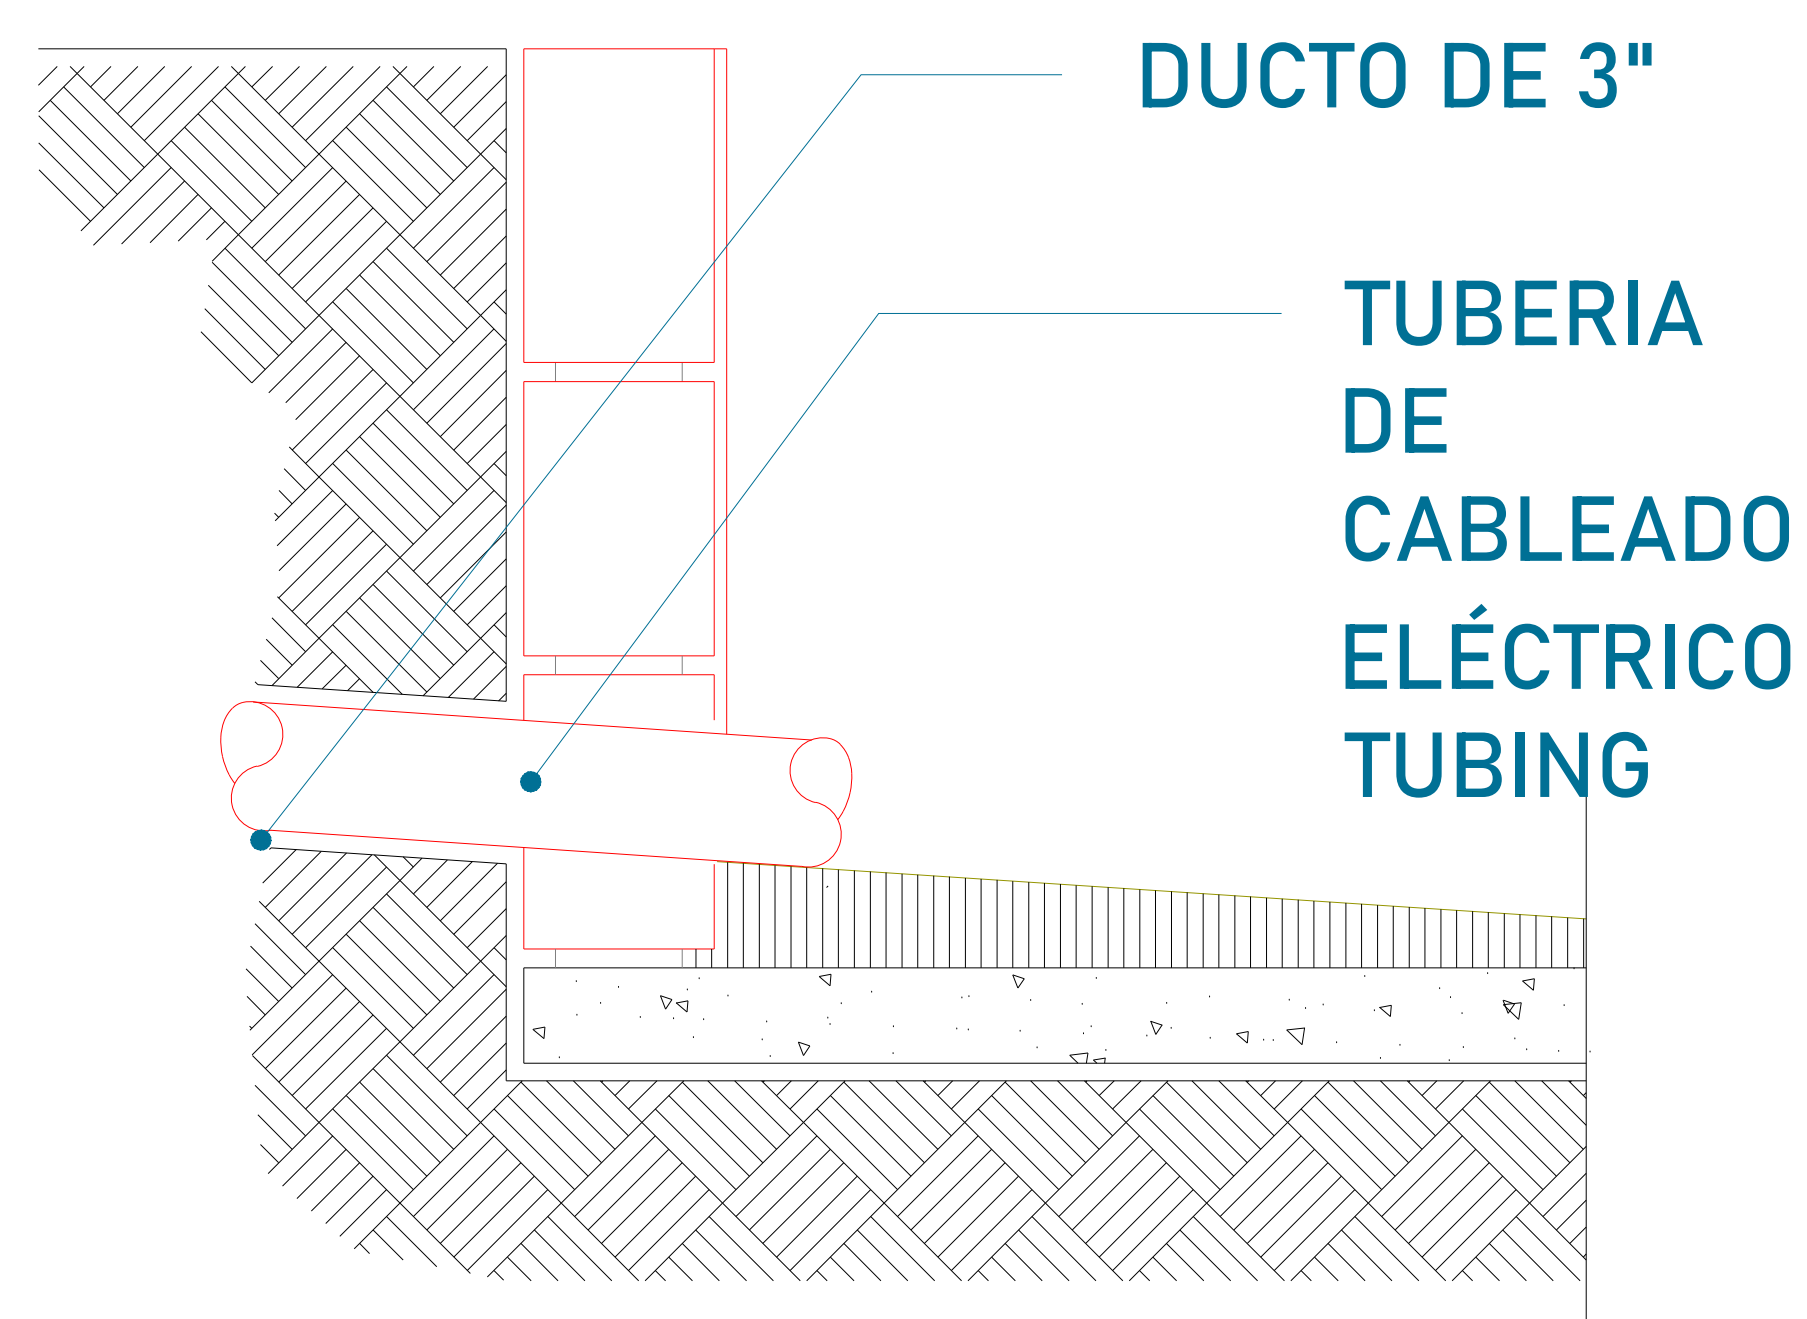 DUCTO DE 3"
TUBERIA
DE
CABLEADO
ELÉCTRICO
TUBING